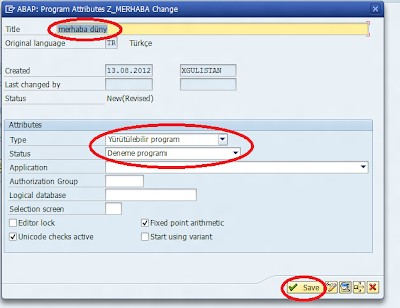 ABAP: Program Attributes Z_MERHABA Change
Title merhaba düny
Original language TR Türkçe
Created 13.08.2012 XGULISTAN
Last changed by
Status New(Revised)
Attributes
Type Yürütülebilir program
Status Deneme programı
Application
Authorization Group
Logical database
Selection screen
Editor lock Fixed point arithmetic
Unicode checks active Start using variant
Save